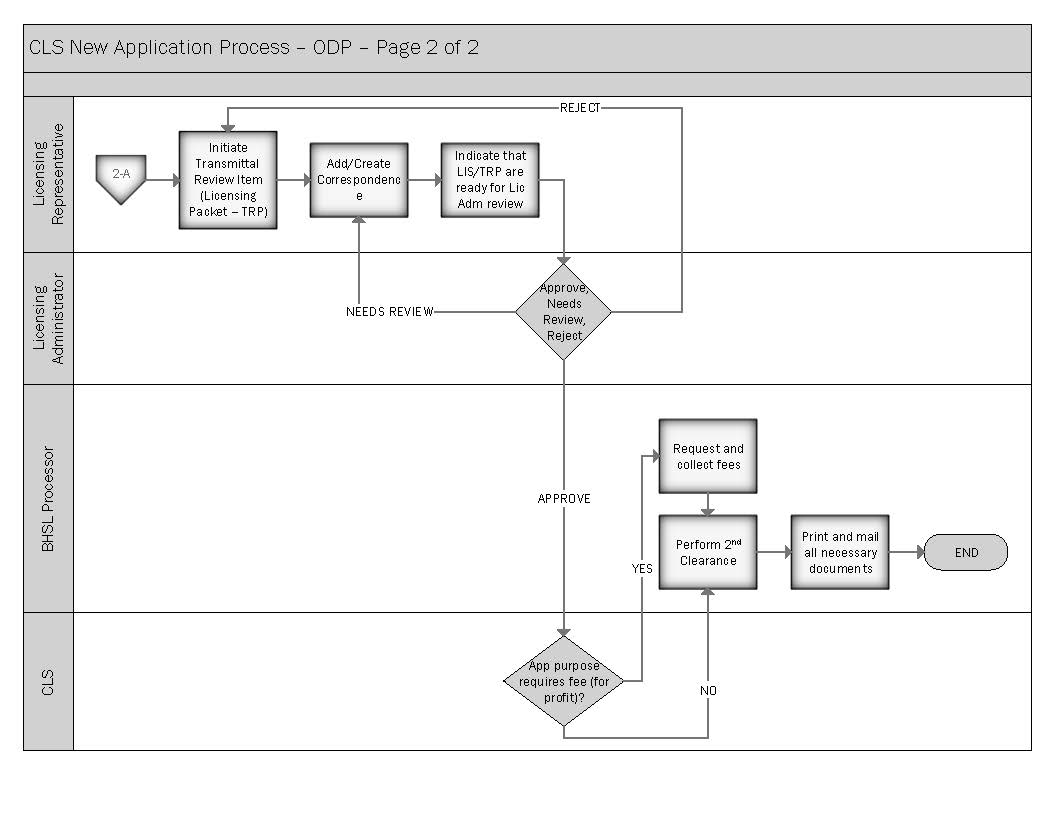 CLS New Application Process – ODP – Page 2 of 2
Licensing
Representative
REJECT
2-A
Initiate
Transmittal
Review Item
(Licensing
Packet – TRP)
Add/Create
Correspondenc
e
Indicate that
LIS/TRP are
ready for Lic
Adm review
Licensing
Administrator
NEEDS REVIEW
Approve,
Needs
Review,
Reject
BHSL Processor
APPROVE
Request and
collect fees
YES
Perform 2nd
Clearance
Print and mail
all necessary
documents
END
CLS
App purpose
requires fee (for
profit)?
NO